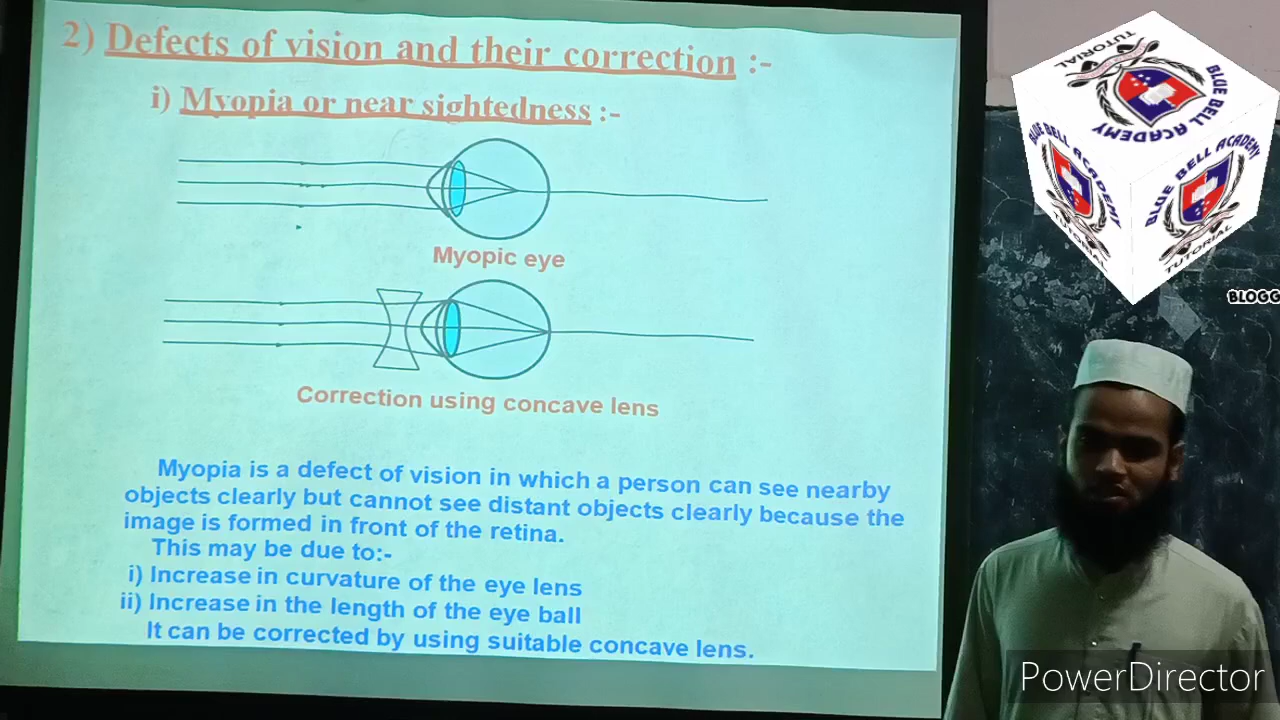 2) Defects of vision and their correction :-
i) Myopia or near sightedness :-
Myopic eye
Correction using concave lens
Myopia is a defect of vision in which a person can see nearby
objects clearly but cannot see distant objects clearly because the
image is formed in front of the retina.
This may be due to:-
i) Increase in curvature of the eye lens
ii) Increase in the length of the eye ball
It can be corrected by using suitable concave lens.
TUTORIAL
BLUE BELL ACADEMY
BLUE BELL ACADEMY
TUTORIAL
BLUE BELL ACADEMY
TUTORIAL
BLOGG
PowerDirector